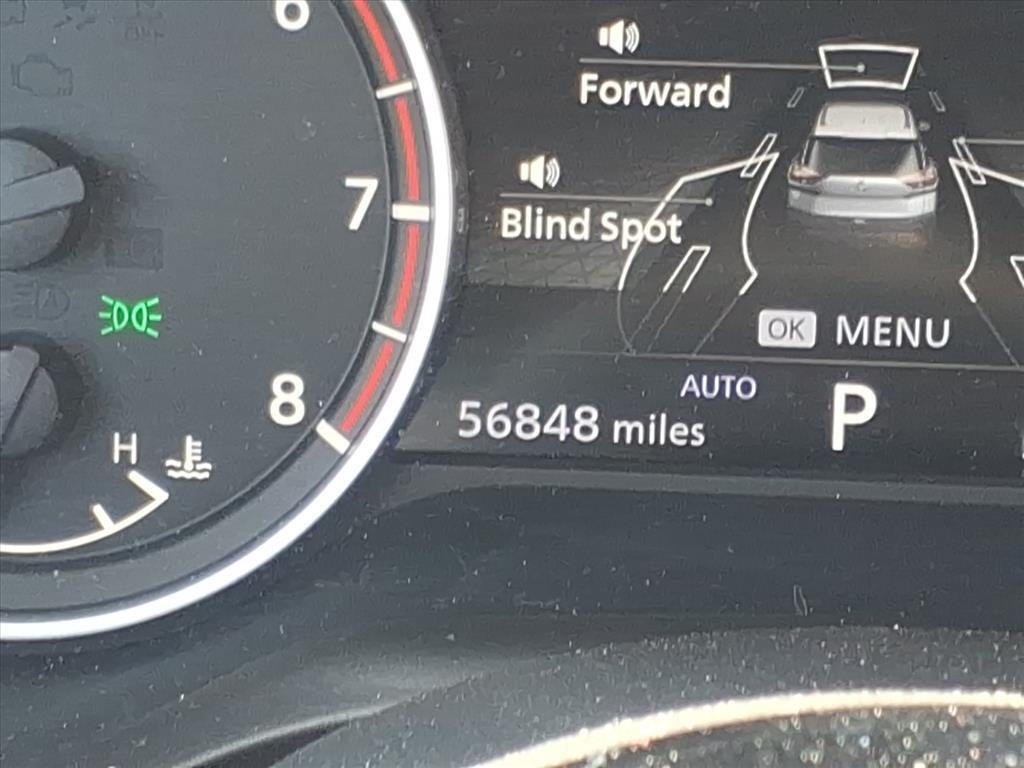 6
7
8
H
Forward
Blind Spot
OK MENU
AUTO
56848 miles P